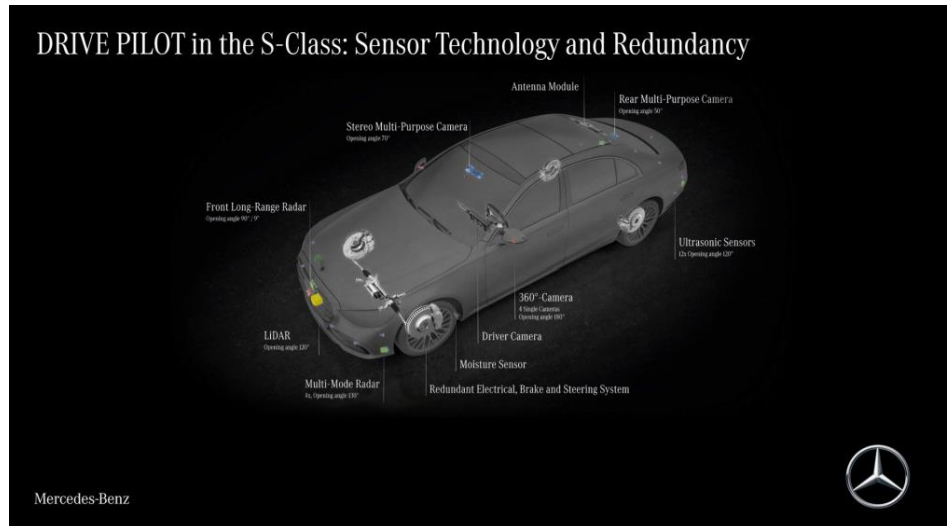 DRIVE PILOT in the S-Class: Sensor Technology and Redundancy
Antenna Module
Rear Multi-Purpose Camera
Opening angle 50°
Stereo Multi-Purpose Camera
Opening angle 70°
Front Long-Range Radar
Opening angle 90° / 9°
Ultrasonic Sensors
12x Opening angle 120°
360°-Camera
4 Single Cameras
Opening angle 180°
LiDAR
Opening angle 120°
Driver Camera
Moisture Sensor
Multi-Mode Radar
Opening angle 130°
Redundant Electrical, Brake and Steering System
Mercedes-Benz